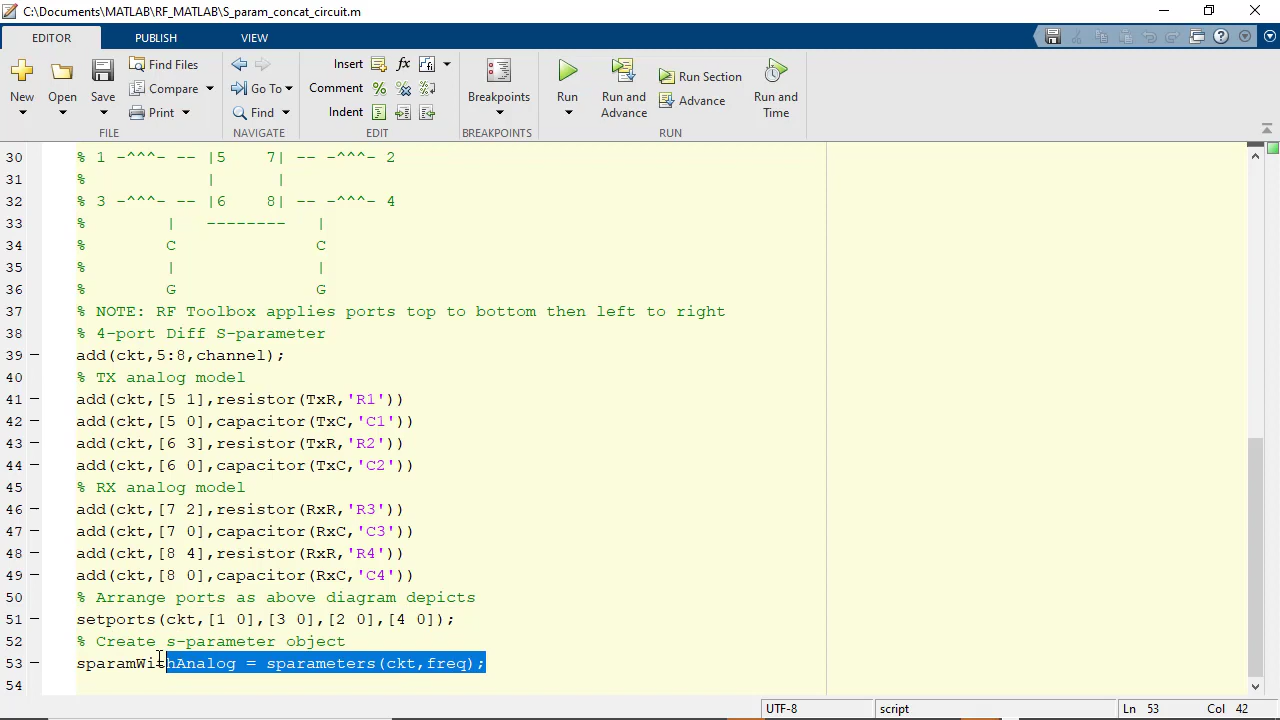 C:\Documents\MATLAB\RF_MATLAB\S_param_concat_circuit.m
EDITOR PUBLISH VIEW
New Open Save Find Files Compare Print Go To Find Insert fx Comment Indent Breakpoints Run Run and Advance Run Section Advance Run and Time
FILE NAVIGATE EDIT BREAKPOINTS RUN
30 % 1 -^^^- -- |5    7| -- -^^^- 2
31 %             |      |
32 % 3 -^^^- -- |6    8| -- -^^^- 4
33 %         |   --------   |
34 %         C              C
35 %         |              |
36 %         G              G
37 % NOTE: RF Toolbox applies ports top to bottom then left to right
38 % 4-port Diff S-parameter
39 add(ckt,5:8,channel);
40 % TX analog model
41 add(ckt,[5 1],resistor(TxR,'R1'))
42 add(ckt,[5 0],capacitor(TxC,'C1'))
43 add(ckt,[6 3],resistor(TxR,'R2'))
44 add(ckt,[6 0],capacitor(TxC,'C2'))
45 % RX analog model
46 add(ckt,[7 2],resistor(RxR,'R3'))
47 add(ckt,[7 0],capacitor(RxC,'C3'))
48 add(ckt,[8 4],resistor(RxR,'R4'))
49 add(ckt,[8 0],capacitor(RxC,'C4'))
50 % Arrange ports as above diagram depicts
51 setports(ckt,[1 0],[3 0],[2 0],[4 0]);
52 % Create s-parameter object
53 sparamWithAnalog = sparameters(ckt,freq);
54
UTF-8 script Ln 53 Col 42